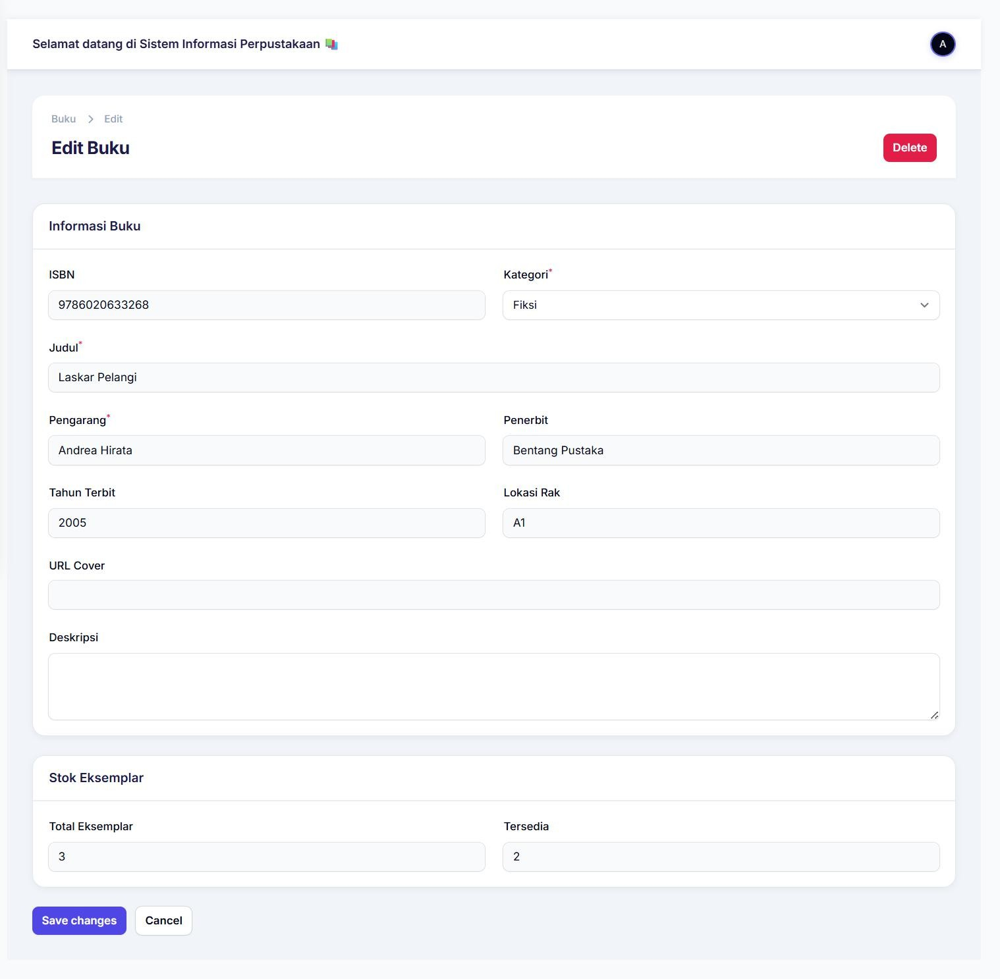 Selamat datang di Sistem Informasi Perpustakaan 📚
A
Buku > Edit
Edit Buku
Delete
Informasi Buku
ISBN
Kategori*
9786020633268
Fiksi
Judul*
Laskar Pelangi
Pengarang*
Penerbit
Andrea Hirata
Bentang Pustaka
Tahun Terbit
Lokasi Rak
2005
A1
URL Cover
Deskripsi
Stok Eksemplar
Total Eksemplar
Tersedia
3
2
Save changes
Cancel